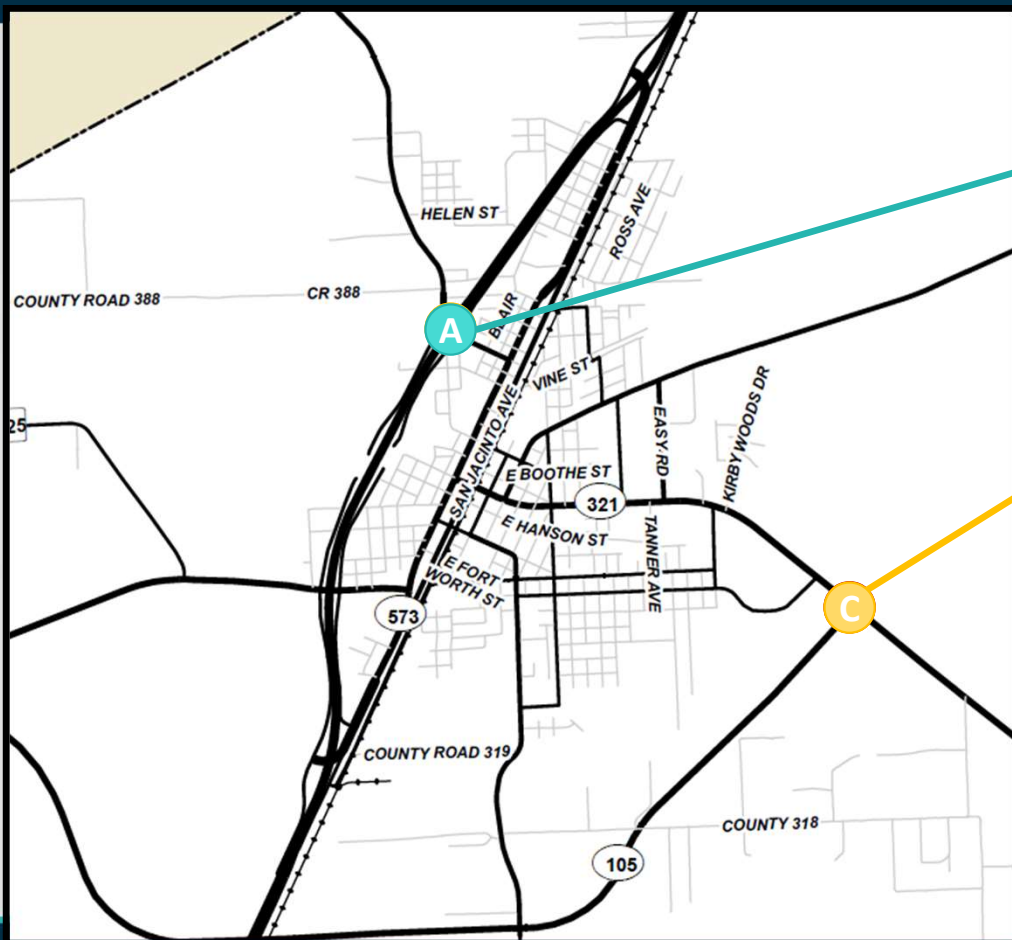 HELEN ST
ROSS AVE
COUNTY ROAD 388
CR 388
A
BLAIR
VINE ST
SAN JACINTO AVE
EASY RD
KIRBY WOODS DR
25
E BOOTHE ST
321
E HANSON ST
TANNER AVE
E FORT
WORTH ST
573
C
COUNTY ROAD 319
COUNTY 318
105